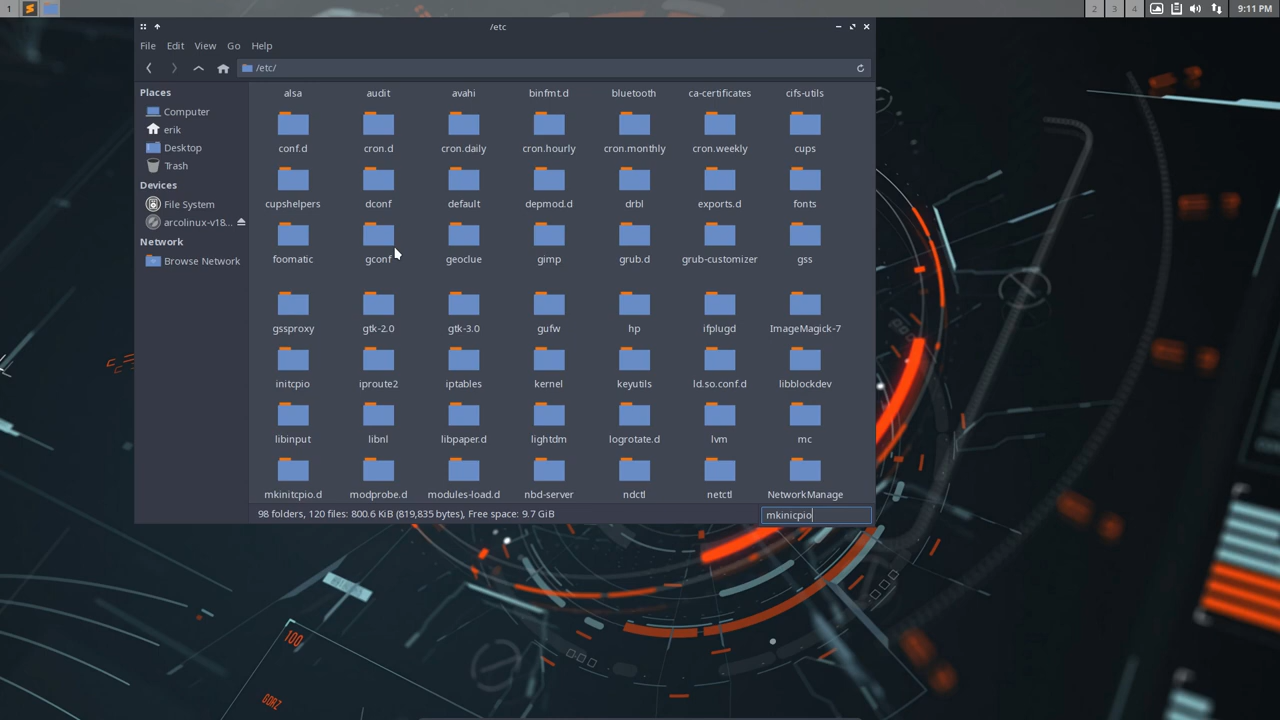 1
2 3 4 9:11 PM
/etc
File Edit View Go Help
/etc/
Places
Computer
erik
Desktop
Trash
Devices
File System
arcolinux-v18...
Network
Browse Network
alsa audit avahi binfmt.d bluetooth ca-certificates cifs-utils
conf.d cron.d cron.daily cron.hourly cron.monthly cron.weekly cups
cupshelpers dconf default depmod.d drbl exports.d fonts
foomatic gconf geoclue gimp grub.d grub-customizer gss
gssproxy gtk-2.0 gtk-3.0 gufw hp ifplugd ImageMagick-7
initcpio iproute2 iptables kernel keyutils ld.so.conf.d libblockdev
libinput libnl libpaper.d lightdm logrotate.d lvm mc
mkinitcpio.d modprobe.d modules-load.d nbd-server ndctl netctl NetworkManage
98 folders, 120 files: 800.6 KiB (819,835 bytes), Free space: 9.7 GiB
mkinicpio
100